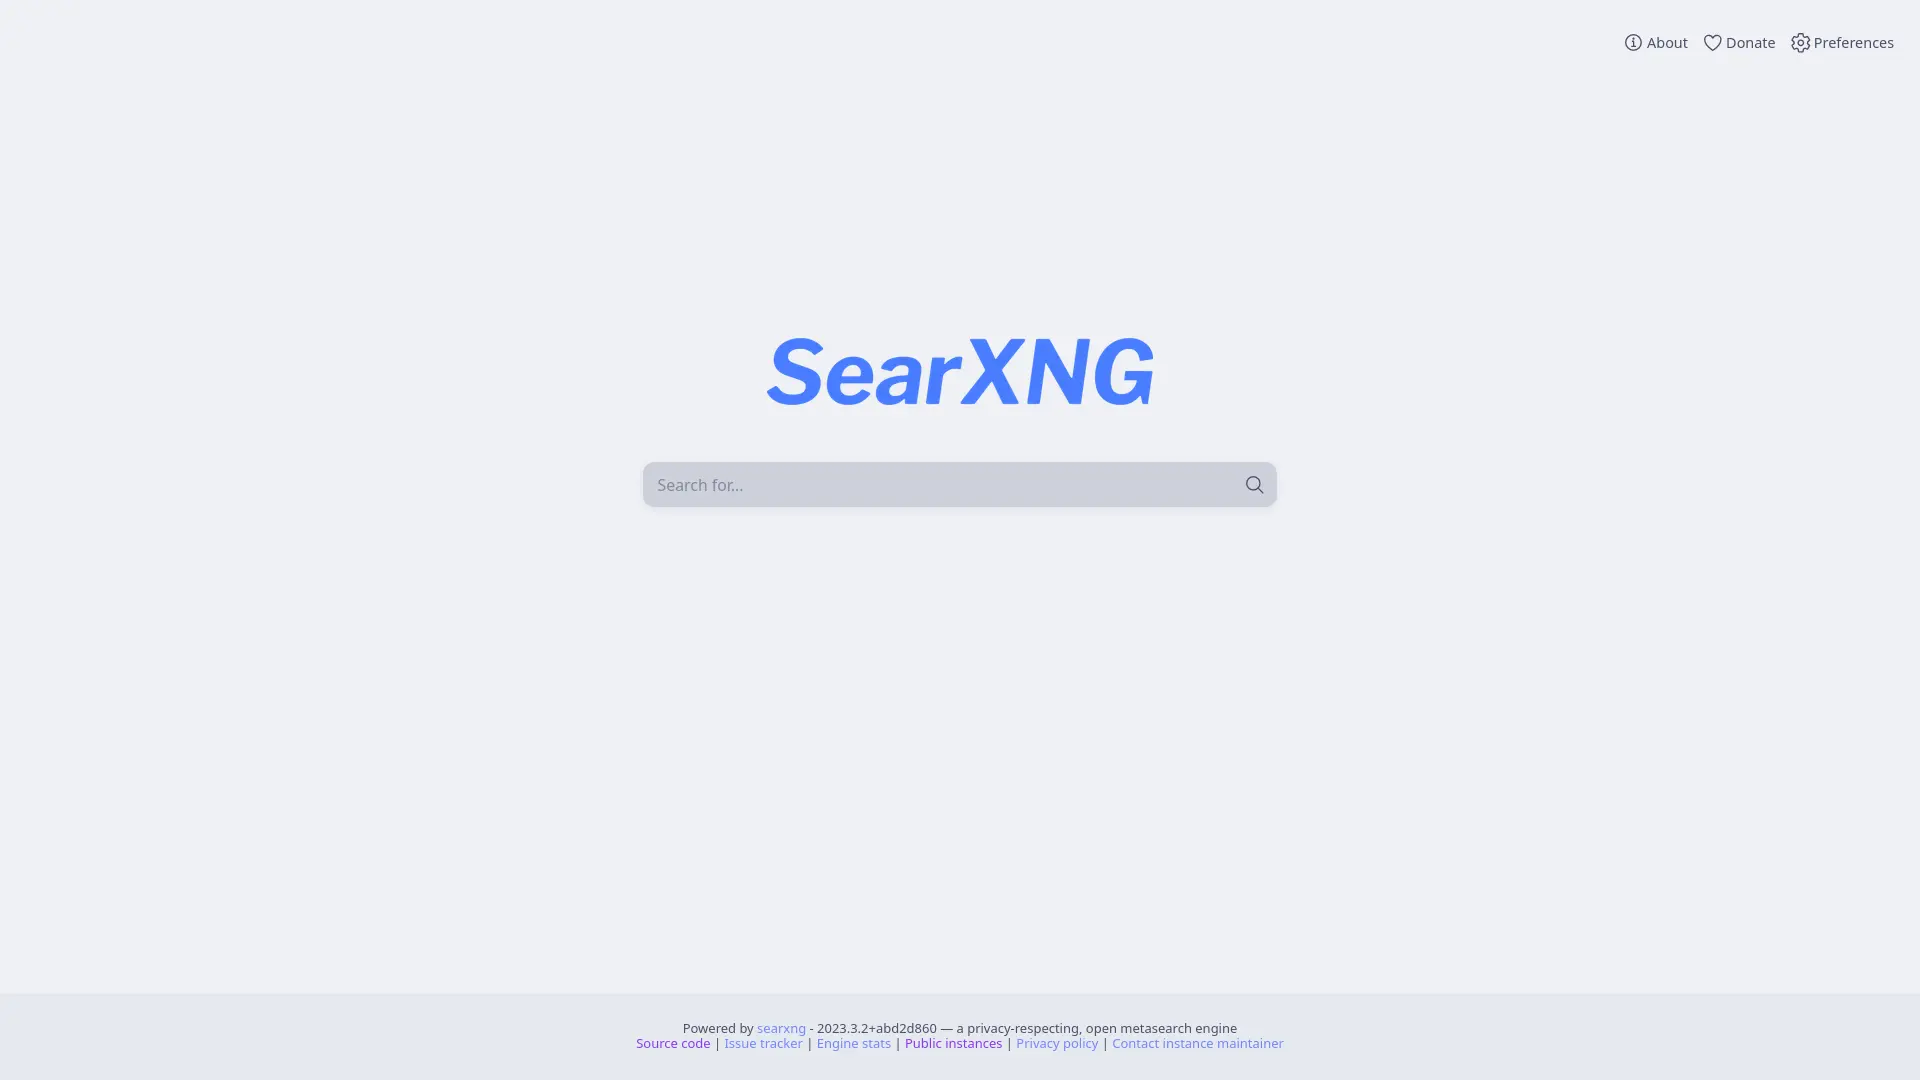 About Donate Preferences
SearXNG
Search for...
Powered by searxng - 2023.3.2+abd2d860 — a privacy-respecting, open metasearch engine
Source code | Issue tracker | Engine stats | Public instances | Privacy policy | Contact instance maintainer